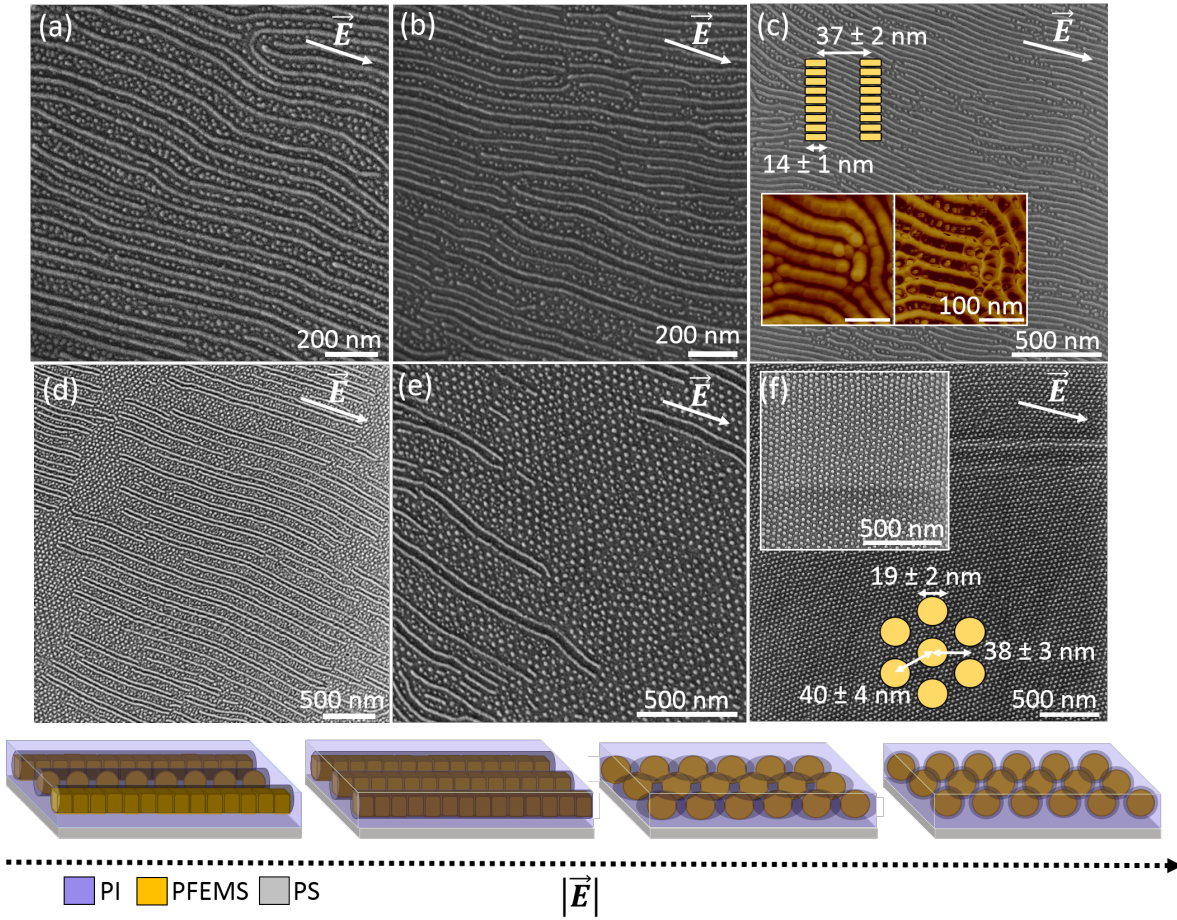 (a)
E
(b)
E
(c)
E
37 ± 2 nm
14 ± 1 nm
100 nm
200 nm
200 nm
500 nm
(d)
E
(e)
E
(f)
E
500 nm
19 ± 2 nm
38 ± 3 nm
40 ± 4 nm
500 nm
500 nm
500 nm
|E|
PI
PFEMS
PS